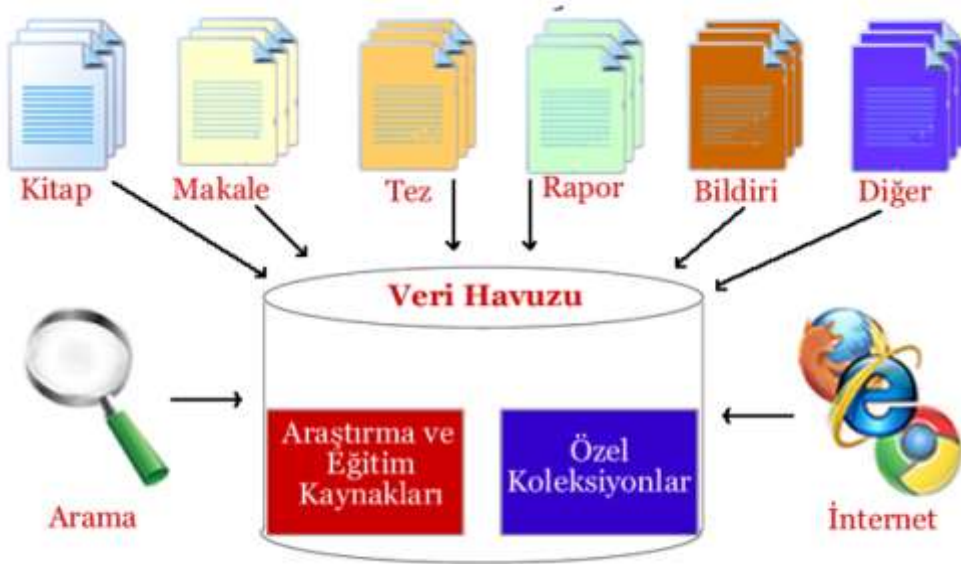 Kitap
Makale
Tez
Rapor
Bildiri
Diğer
Veri Havuzu
Araştırma ve
Eğitim
Kaynakları
Özel
Koleksiyonlar
Arama
İnternet